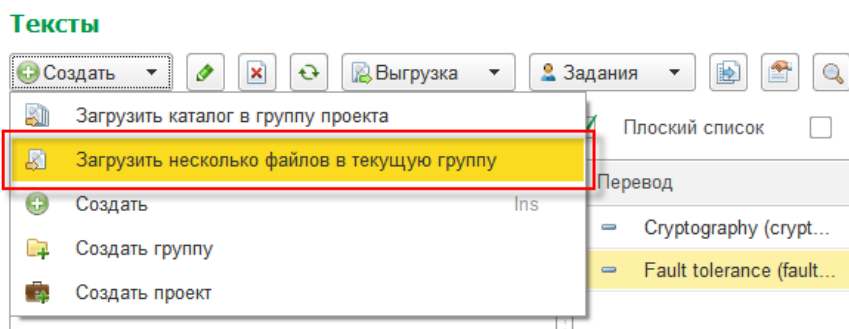 Тексты
Создать
Выгрузка
Задания
Загрузить каталог в группу проекта
Плоский список
Загрузить несколько файлов в текущую группу
Перевод
Создать Ins
Cryptography (crypt...
Создать группу
Fault tolerance (fault...
Создать проект